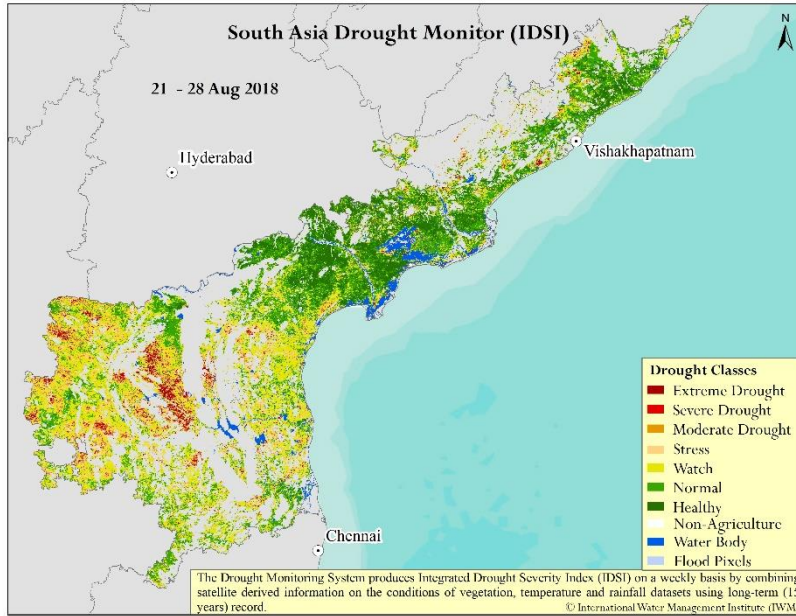 South Asia Drought Monitor (IDSI)
N
21 - 28 Aug 2018
Hyderabad
Vishakhapatnam
Chennai
Drought Classes
Extreme Drought
Severe Drought
Moderate Drought
Stress
Watch
Normal
Healthy
Non-Agriculture
Water Body
Flood Pixels
The Drought Monitoring System produces Integrated Drought Severity Index (IDSI) on a weekly basis by combining
satellite derived information on the conditions of vegetation, temperature and rainfall datasets using long-term (15
years) record.
© International Water Management Institute (IWM